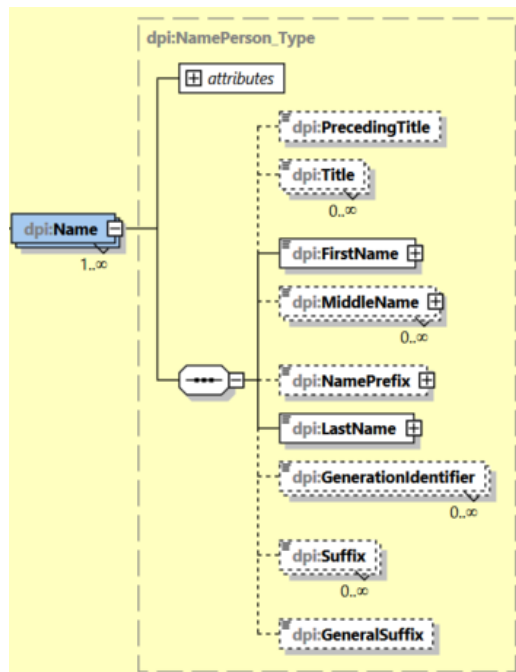 dpi:NamePerson_Type
attributes
dpi:PrecedingTitle
dpi:Title
0..∞
dpi:Name
1..∞
dpi:FirstName
dpi:MiddleName
0..∞
dpi:NamePrefix
dpi:LastName
dpi:GenerationIdentifier
0..∞
dpi:Suffix
0..∞
dpi:GeneralSuffix